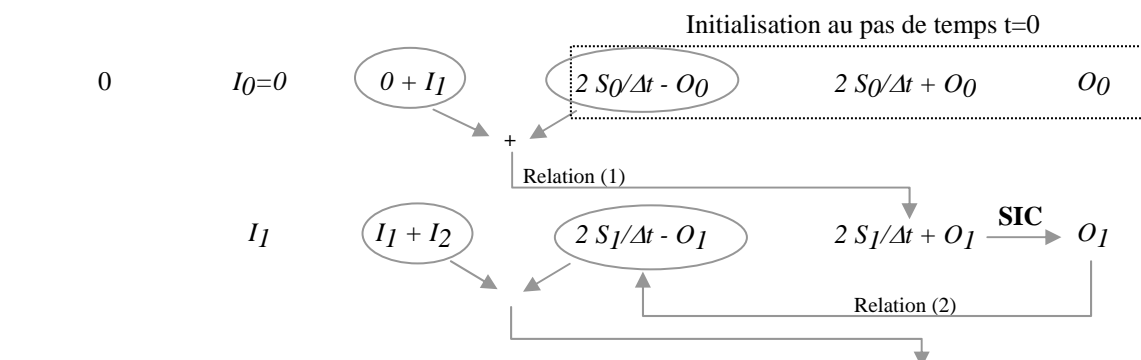 Initialisation au pas de temps t=0
0 I0=0 0 + I1 2 S0/Δt - O0 2 S0/Δt + O0 O0
+
Relation (1)
I1 I1 + I2 2 S1/Δt - O1 2 S1/Δt + O1 SIC O1
Relation (2)